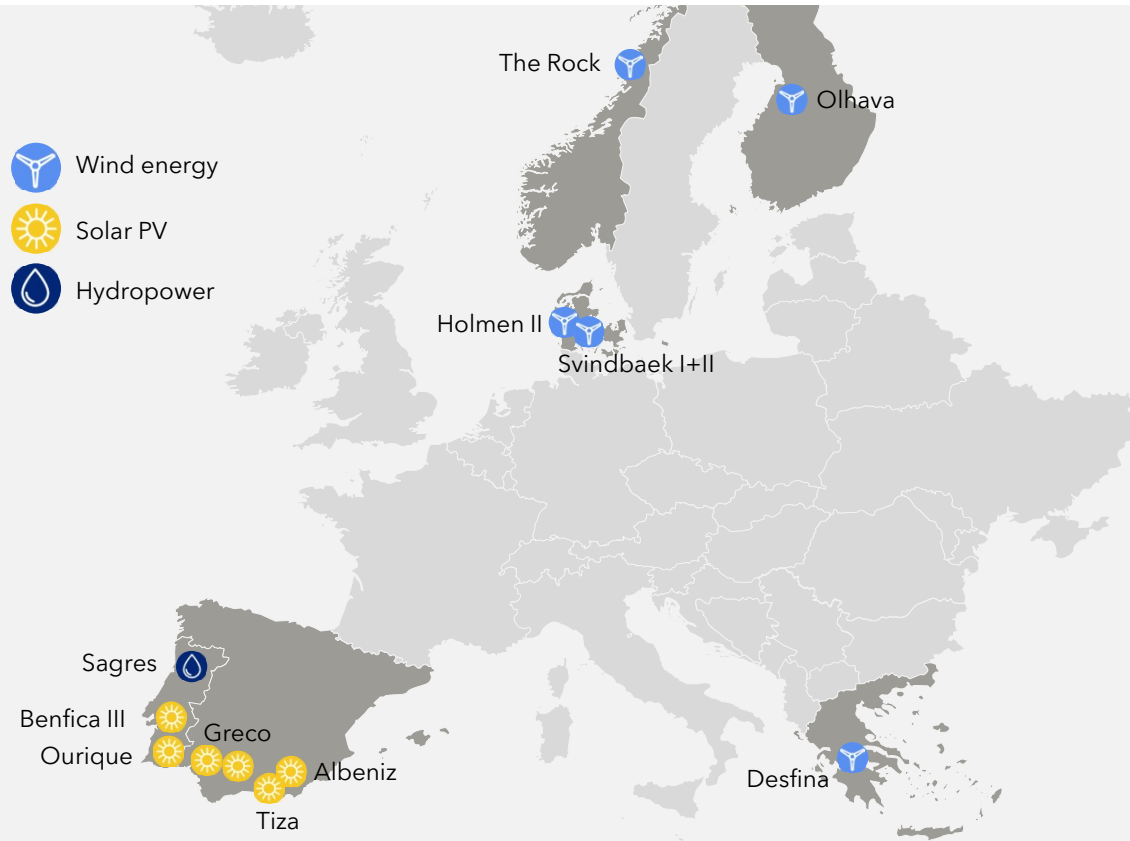 The Rock
Olhava
Wind energy
Solar PV
Hydropower
Holmen II
Svindbaek I+II
Sagres
Benfica III
Greco
Ourique
Albeniz
Desfina
Tiza